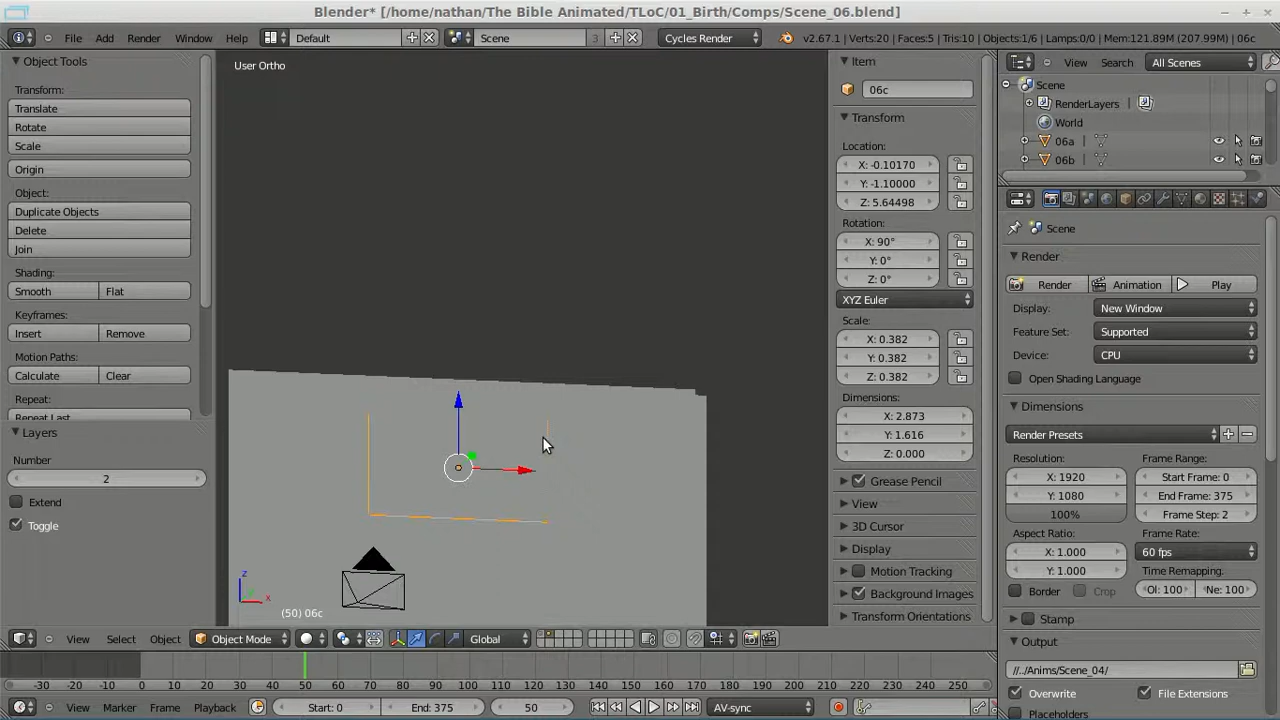 Blender* [/home/nathan/The Bible Animated/TLoC/01_Birth/Comps/Scene_06.blend]
File Add Render Window Help Default Scene 3 Cycles Render v2.67.1 | Verts:20 | Faces:5 | Tris:10 | Objects:1/6 | Lamps:0/0 | Mem:121.89M (207.99M) | 06c
Object Tools
Transform:
Translate
Rotate
Scale
Origin
Object:
Duplicate Objects
Delete
Join
Shading:
Smooth Flat
Keyframes:
Insert Remove
Motion Paths:
Calculate Clear
Repeat:
Repeat Last
Layers
Number
2
Extend
Toggle
User Ortho
z
x
(50) 06c
Item
06c
Transform
Location:
X: -0.10170
Y: -1.10000
Z: 5.64498
Rotation:
X: 90°
Y: 0°
Z: 0°
XYZ Euler
Scale:
X: 0.382
Y: 0.382
Z: 0.382
Dimensions:
X: 2.873
Y: 1.616
Z: 0.000
Grease Pencil
View
3D Cursor
Display
Motion Tracking
Background Images
Transform Orientations
View Search All Scenes
Scene
RenderLayers
World
06a
06b
Scene
Render
Render Animation Play
Display: New Window
Feature Set: Supported
Device: CPU
Open Shading Language
Dimensions
Render Presets
Resolution: Frame Range:
X: 1920 Start Frame: 0
Y: 1080 End Frame: 375
100% Frame Step: 2
Aspect Ratio: Frame Rate:
X: 1.000 60 fps
Y: 1.000 Time Remapping:
Border Crop Ol: 100 Ne: 100
Stamp
Output
//../Anims/Scene_04/
Overwrite File Extensions
Placeholders
View Select Object Object Mode Global
-30 -20 -10 0 10 20 30 40 50 60 70 80 90 100 110 120 130 140 150 160 170 180 190 200 210 220 230 240 250
View Marker Frame Playback Start: 0 End: 375 50 AV-sync